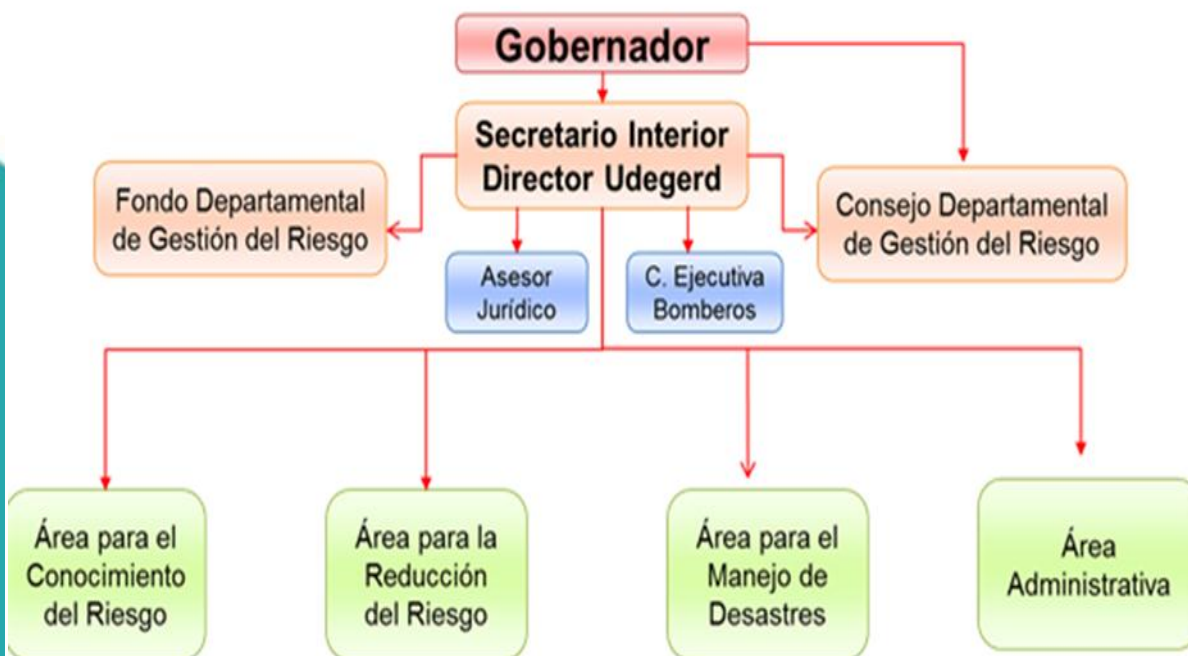 Gobernador
Secretario Interior
Director Udegerd
Fondo Departamental
de Gestión del Riesgo
Consejo Departamental
de Gestión del Riesgo
Asesor
Jurídico
C. Ejecutiva
Bomberos
Área para el
Conocimiento
del Riesgo
Área para la
Reducción
del Riesgo
Área para el
Manejo de
Desastres
Área
Administrativa